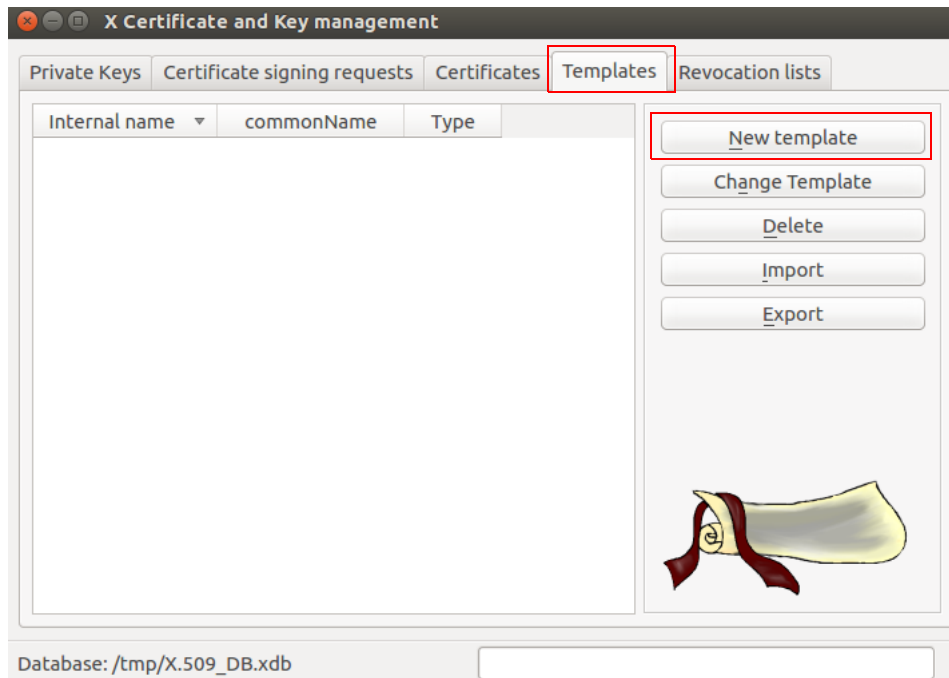 X Certificate and Key management
Private Keys Certificate signing requests Certificates Templates Revocation lists
Internal name commonName Type
New template
Change Template
Delete
Import
Export
Database: /tmp/X.509_DB.xdb